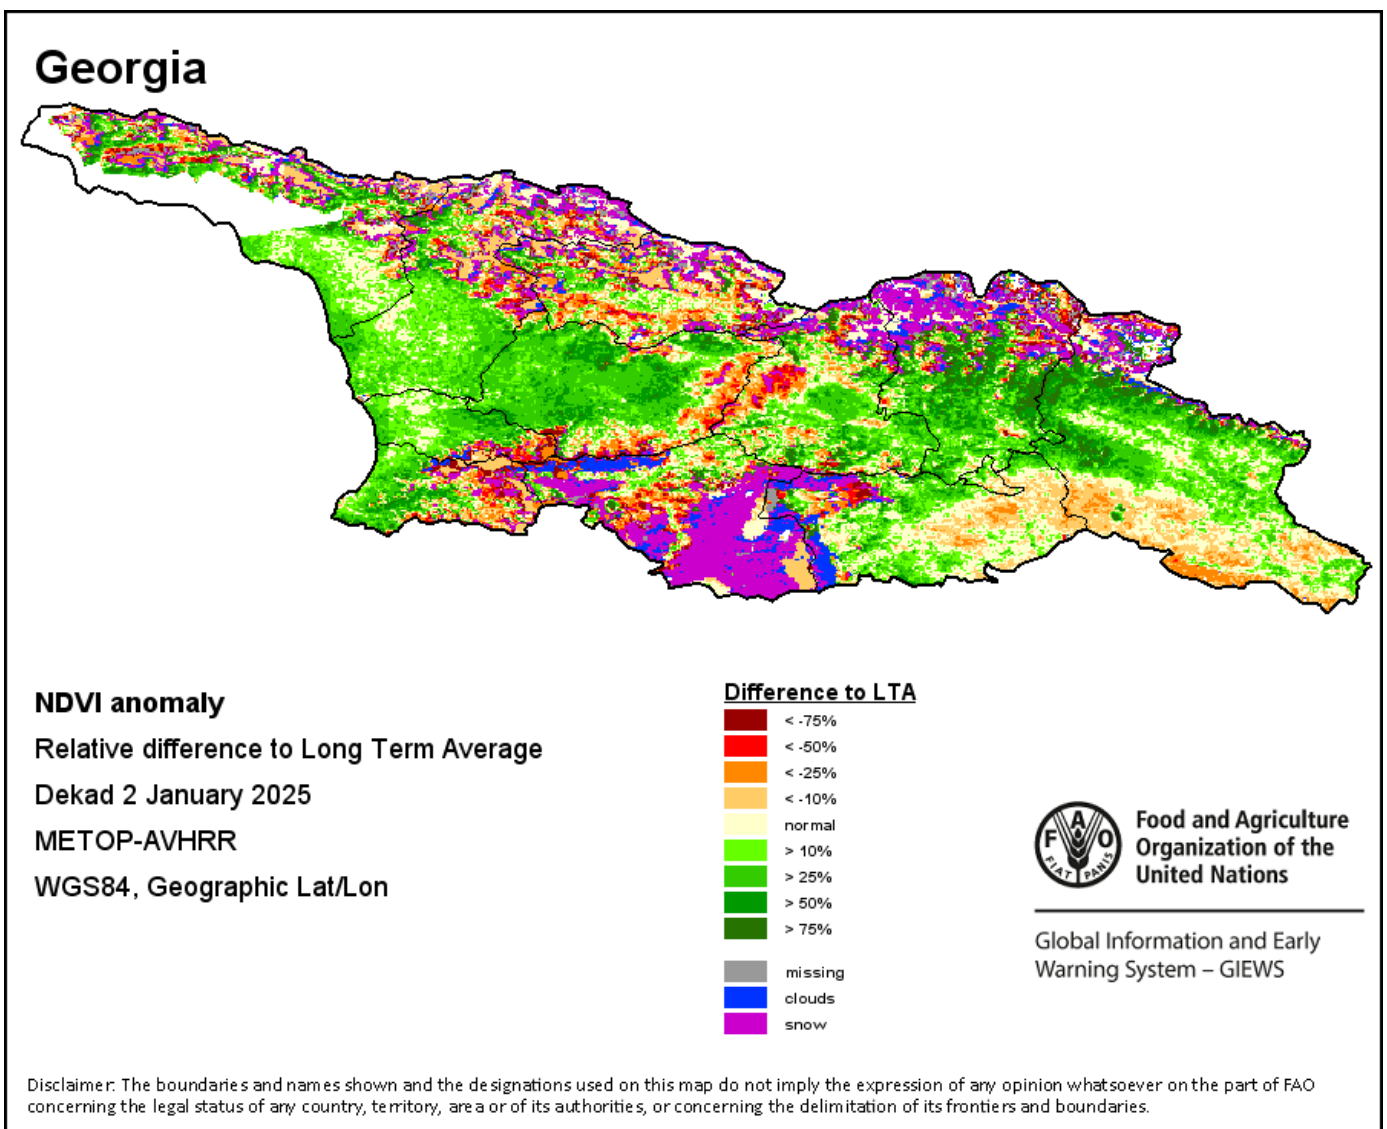 Georgia
NDVI anomaly
Relative difference to Long Term Average
Dekad 2 January 2025
METOP-AVHRR
WGS84, Geographic Lat/Lon
Difference to LTA
< -75%
< -50%
< -25%
< -10%
normal
> 10%
> 25%
> 50%
> 75%
missing
clouds
snow
F A O
FIAT PANIS
Food and Agriculture
Organization of the
United Nations
Global Information and Early
Warning System – GIEWS
Disclaimer: The boundaries and names shown and the designations used on this map do not imply the expression of any opinion whatsoever on the part of FAO
concerning the legal status of any country, territory, area or of its authorities, or concerning the delimitation of its frontiers and boundaries.